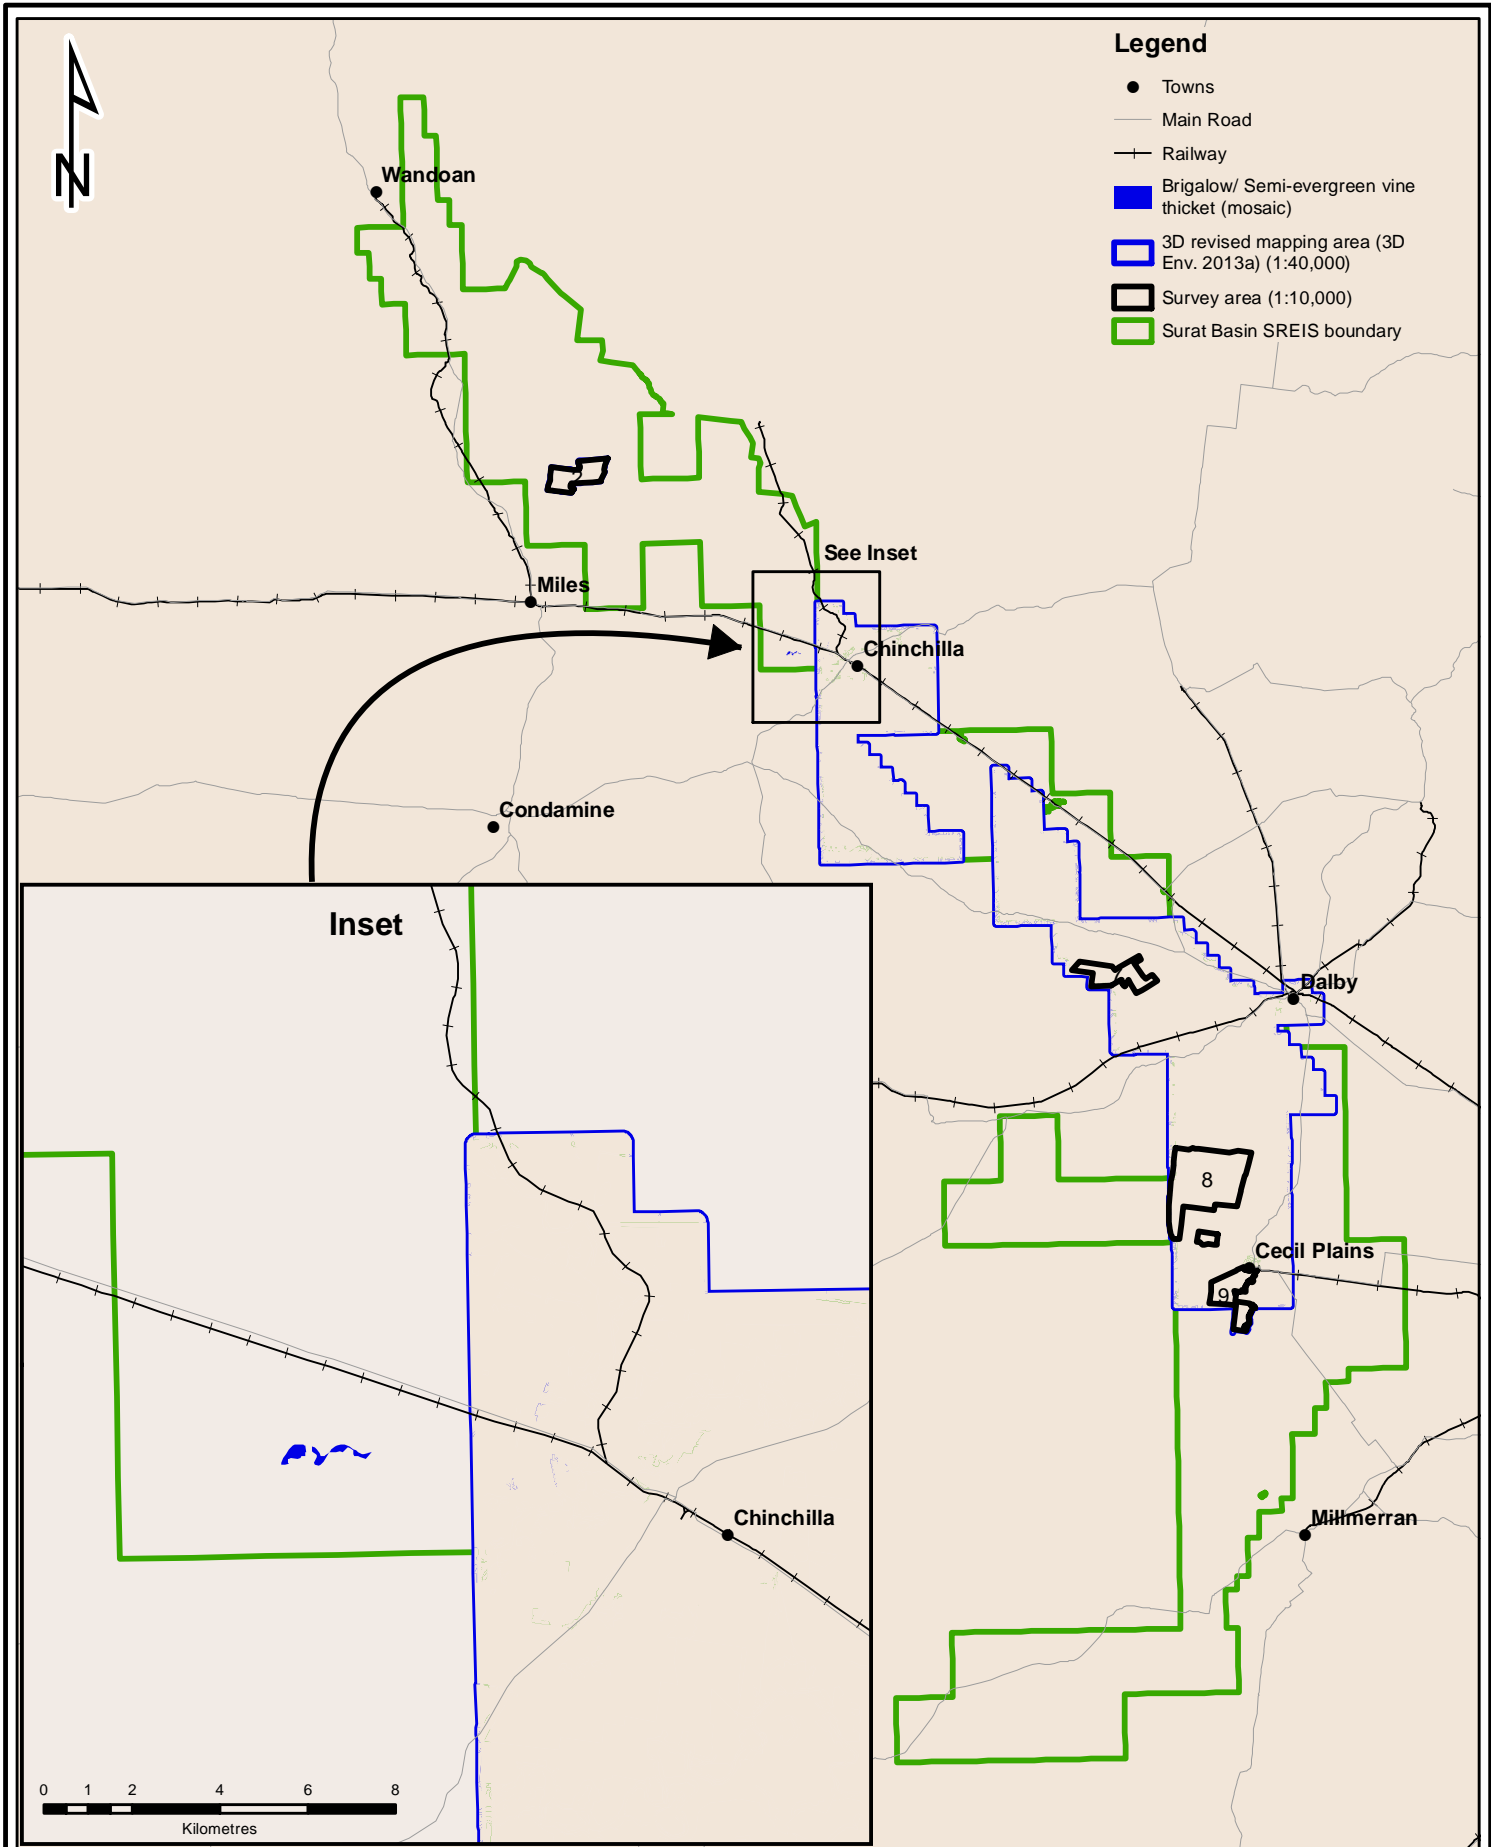 Legend
Towns
Main Road
Railway
Brigalow/ Semi-evergreen vine
thicket (mosaic)
3D revised mapping area (3D
Env. 2013a) (1:40,000)
Survey area (1:10,000)
Surat Basin SREIS boundary
N
Wandoan
See Inset
Miles
Chinchilla
Condamine
Dalby
8
Cecil Plains
9
Millmerran
Inset
Chinchilla
0 1 2 4 6 8
Kilometres